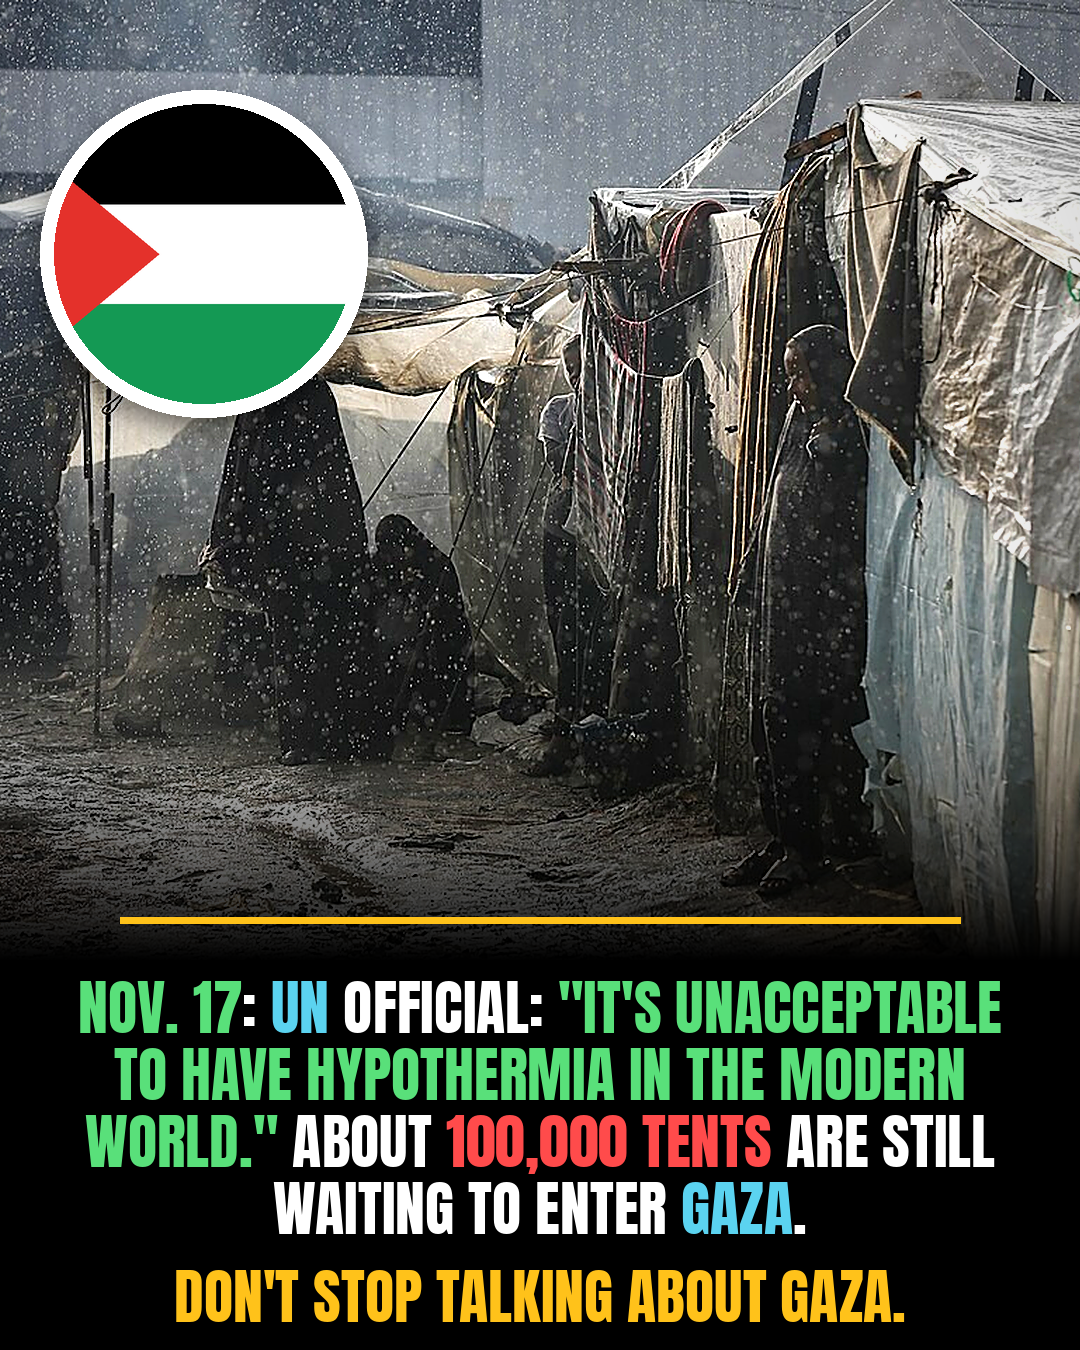 NOV. 17: UN OFFICIAL: "IT'S UNACCEPTABLE
TO HAVE HYPOTHERMIA IN THE MODERN
WORLD." ABOUT 100,000 TENTS ARE STILL
WAITING TO ENTER GAZA.
DON'T STOP TALKING ABOUT GAZA.